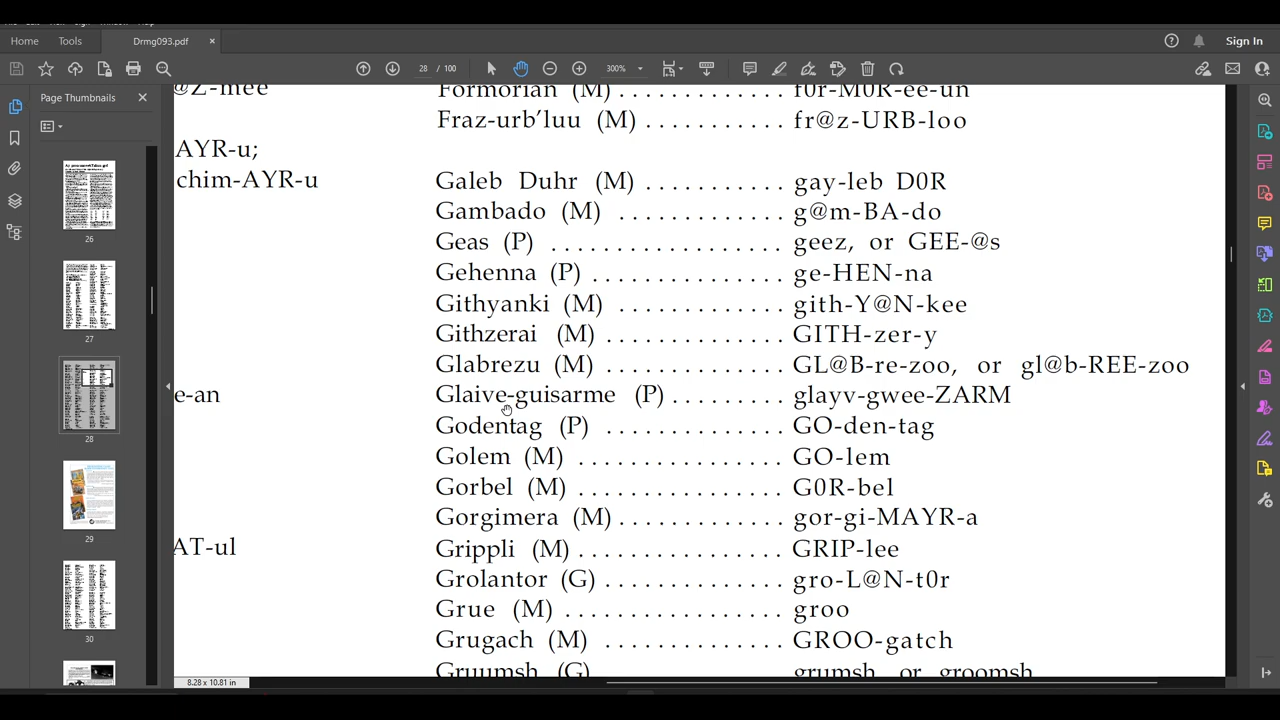 Home Tools Drmg093.pdf × Sign In
28 / 100 300%
Page Thumbnails
26
27
28
29
30
@Z-mee
AYR-u;
chim-AYR-u
e-an
AT-ul
Formorian (M) . . . . . . . . . . . . f0r-M0R-ee-un
Fraz-urb'luu (M) . . . . . . . . . . . fr@z-URB-loo
Galeb Duhr (M) . . . . . . . . . . . gay-leb D0R
Gambado (M) . . . . . . . . . . . . . g@m-BA-do
Geas (P) . . . . . . . . . . . . . . . . . . geez, or GEE-@s
Gehenna (P) . . . . . . . . . . . . . . . ge-HEN-na
Githyanki (M) . . . . . . . . . . . . . gith-Y@N-kee
Githzerai (M) . . . . . . . . . . . . . . GITH-zer-y
Glabrezu (M) . . . . . . . . . . . . . . GL@B-re-zoo, or gl@b-REE-zoo
Glaive-guisarme (P) . . . . . . . . . glayv-gwee-ZARM
Godentag (P) . . . . . . . . . . . . . . GO-den-tag
Golem (M) . . . . . . . . . . . . . . . . GO-lem
Gorbel (M) . . . . . . . . . . . . . . . . G0R-bel
Gorgimera (M) . . . . . . . . . . . . . gor-gi-MAYR-a
Grippli (M) . . . . . . . . . . . . . . . . GRIP-lee
Grolantor (G) . . . . . . . . . . . . . . gro-L@N-t0r
Grue (M) . . . . . . . . . . . . . . . . . groo
Grugach (M) . . . . . . . . . . . . . . GROO-gatch
Gruumsh (G) grumsh or groomsh
8.28 x 10.81 in